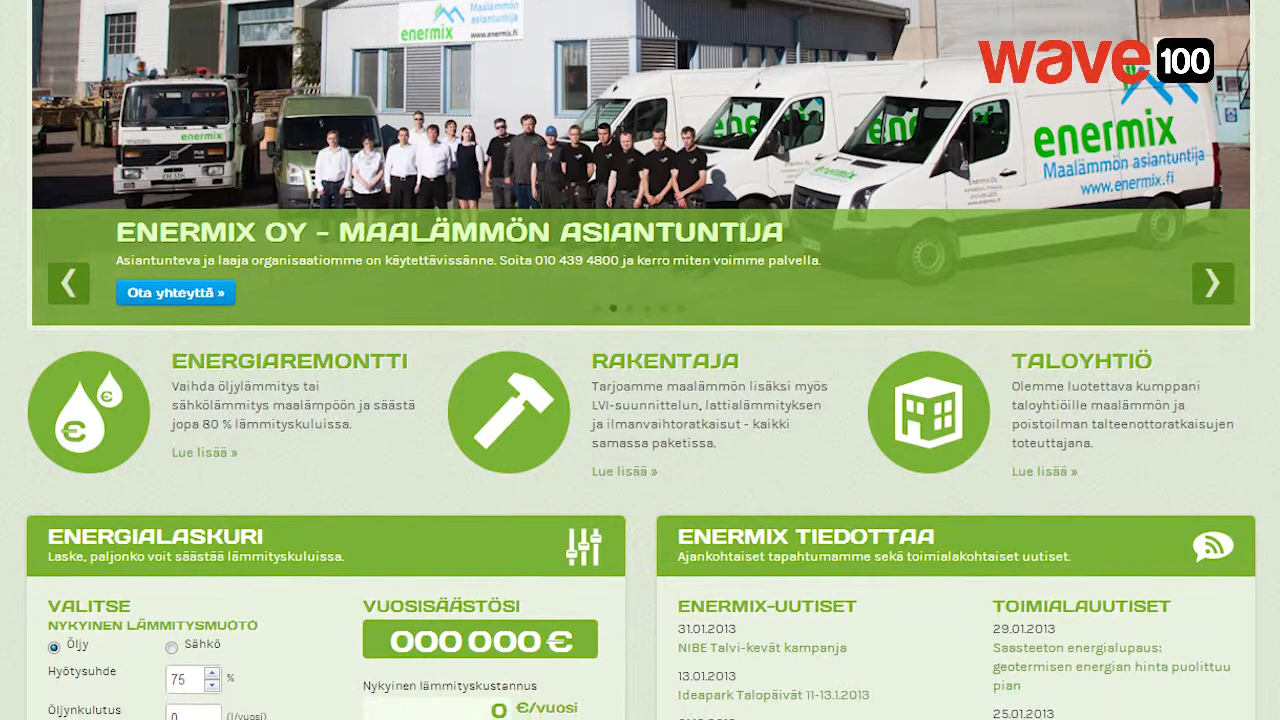 enermix
Maalämmön
asiantuntija
www.enermix.fi
wave 100
enermix
enermix
Maalämmön asiantuntija
www.enermix.fi
ENERMIX OY - MAALÄMMÖN ASIANTUNTIJA
Asiantunteva ja laaja organisaatiomme on käytettävissänne. Soita 010 439 4800 ja kerro miten voimme palvella.
Ota yhteyttä »
ENERGIAREMONTTI
Vaihda öljylämmitys tai
sähkölämmitys maalämpöön ja säästä
jopa 80 % lämmityskuluissa.
Lue lisää »
RAKENTAJA
Tarjoamme maalämmön lisäksi myös
LVI-suunnittelun, lattialämmityksen
ja ilmanvaihtoratkaisut - kaikki
samassa paketissa.
Lue lisää »
TALOYHTIÖ
Olemme luotettava kumppani
taloyhtiöille maalämmön ja
poistoilman talteenottoratkaisujen
toteuttajana.
Lue lisää »
ENERGIALASKURI
Laske, paljonko voit säästää lämmityskuluissa.
VALITSE
NYKYINEN LÄMMITYSMUOTO
Öljy Sähkö
Hyötysuhde 75 %
Öljynkulutus 0 (l/vuosi)
VUOSISÄÄSTÖSI
000 000 €
Nykyinen lämmityskustannus
0 €/vuosi
ENERMIX TIEDOTTAA
Ajankohtaiset tapahtumamme sekä toimialakohtaiset uutiset.
ENERMIX-UUTISET
31.01.2013
NIBE Talvi-kevät kampanja
13.01.2013
Ideapark Talopäivät 11-13.1.2013
TOIMIALAUUTISET
29.01.2013
Saasteeton energialupaus:
geotermisen energian hinta puolittuu
pian
25.01.2013